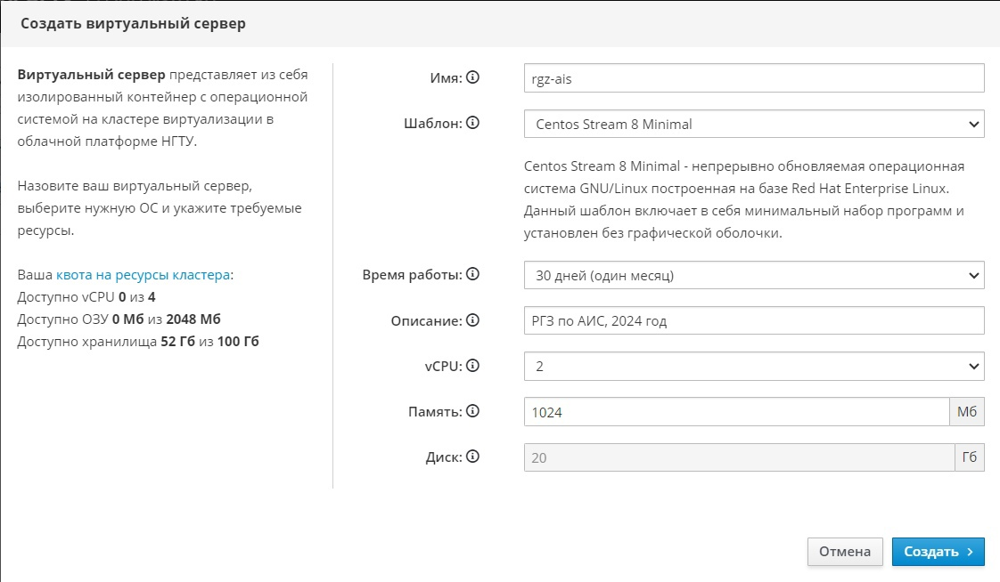 Создать виртуальный сервер
Виртуальный сервер представляет из себя
изолированный контейнер с операционной
системой на кластере виртуализации в
облачной платформе НГТУ.
Назовите ваш виртуальный сервер,
выберите нужную ОС и укажите требуемые
ресурсы.
Ваша квота на ресурсы кластера:
Доступно vCPU 0 из 4
Доступно ОЗУ 0 Мб из 2048 Мб
Доступно хранилища 52 Гб из 100 Гб
Имя: rgz-ais
Шаблон: Centos Stream 8 Minimal
Centos Stream 8 Minimal - непрерывно обновляемая операционная
система GNU/Linux построенная на базе Red Hat Enterprise Linux.
Данный шаблон включает в себя минимальный набор программ и
установлен без графической оболочки.
Время работы: 30 дней (один месяц)
Описание: РГЗ по АИС, 2024 год
vCPU: 2
Память: 1024 Мб
Диск: 20 Гб
Отмена Создать